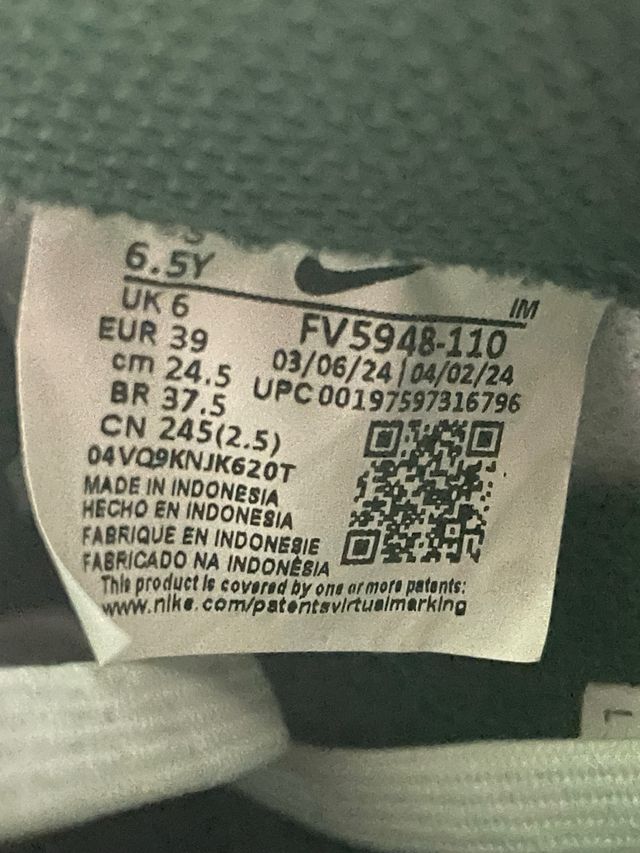 6.5Y
UK 6
EUR 39
cm 24.5
BR 37.5
CN 245(2.5)
IM
FV5948-110
03/06/24 | 04/02/24
UPC 00197597316796
04VQ9KNJK620T
MADE IN INDONESIA
HECHO EN INDONESIA
FABRIQUE EN INDONESIE
FABRICADO NA INDONÉSIA
This product is covered by one or more patents:
www.nike.com/patentsvirtualmarking